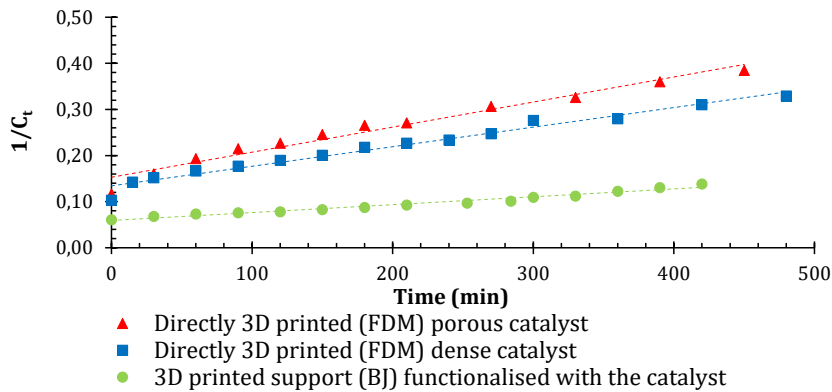 0,50
0,40
0,30
0,20
0,10
0,00
1/Ct
0 100 200 300 400 500
Time (min)
Directly 3D printed (FDM) porous catalyst
Directly 3D printed (FDM) dense catalyst
3D printed support (BJ) functionalised with the catalyst